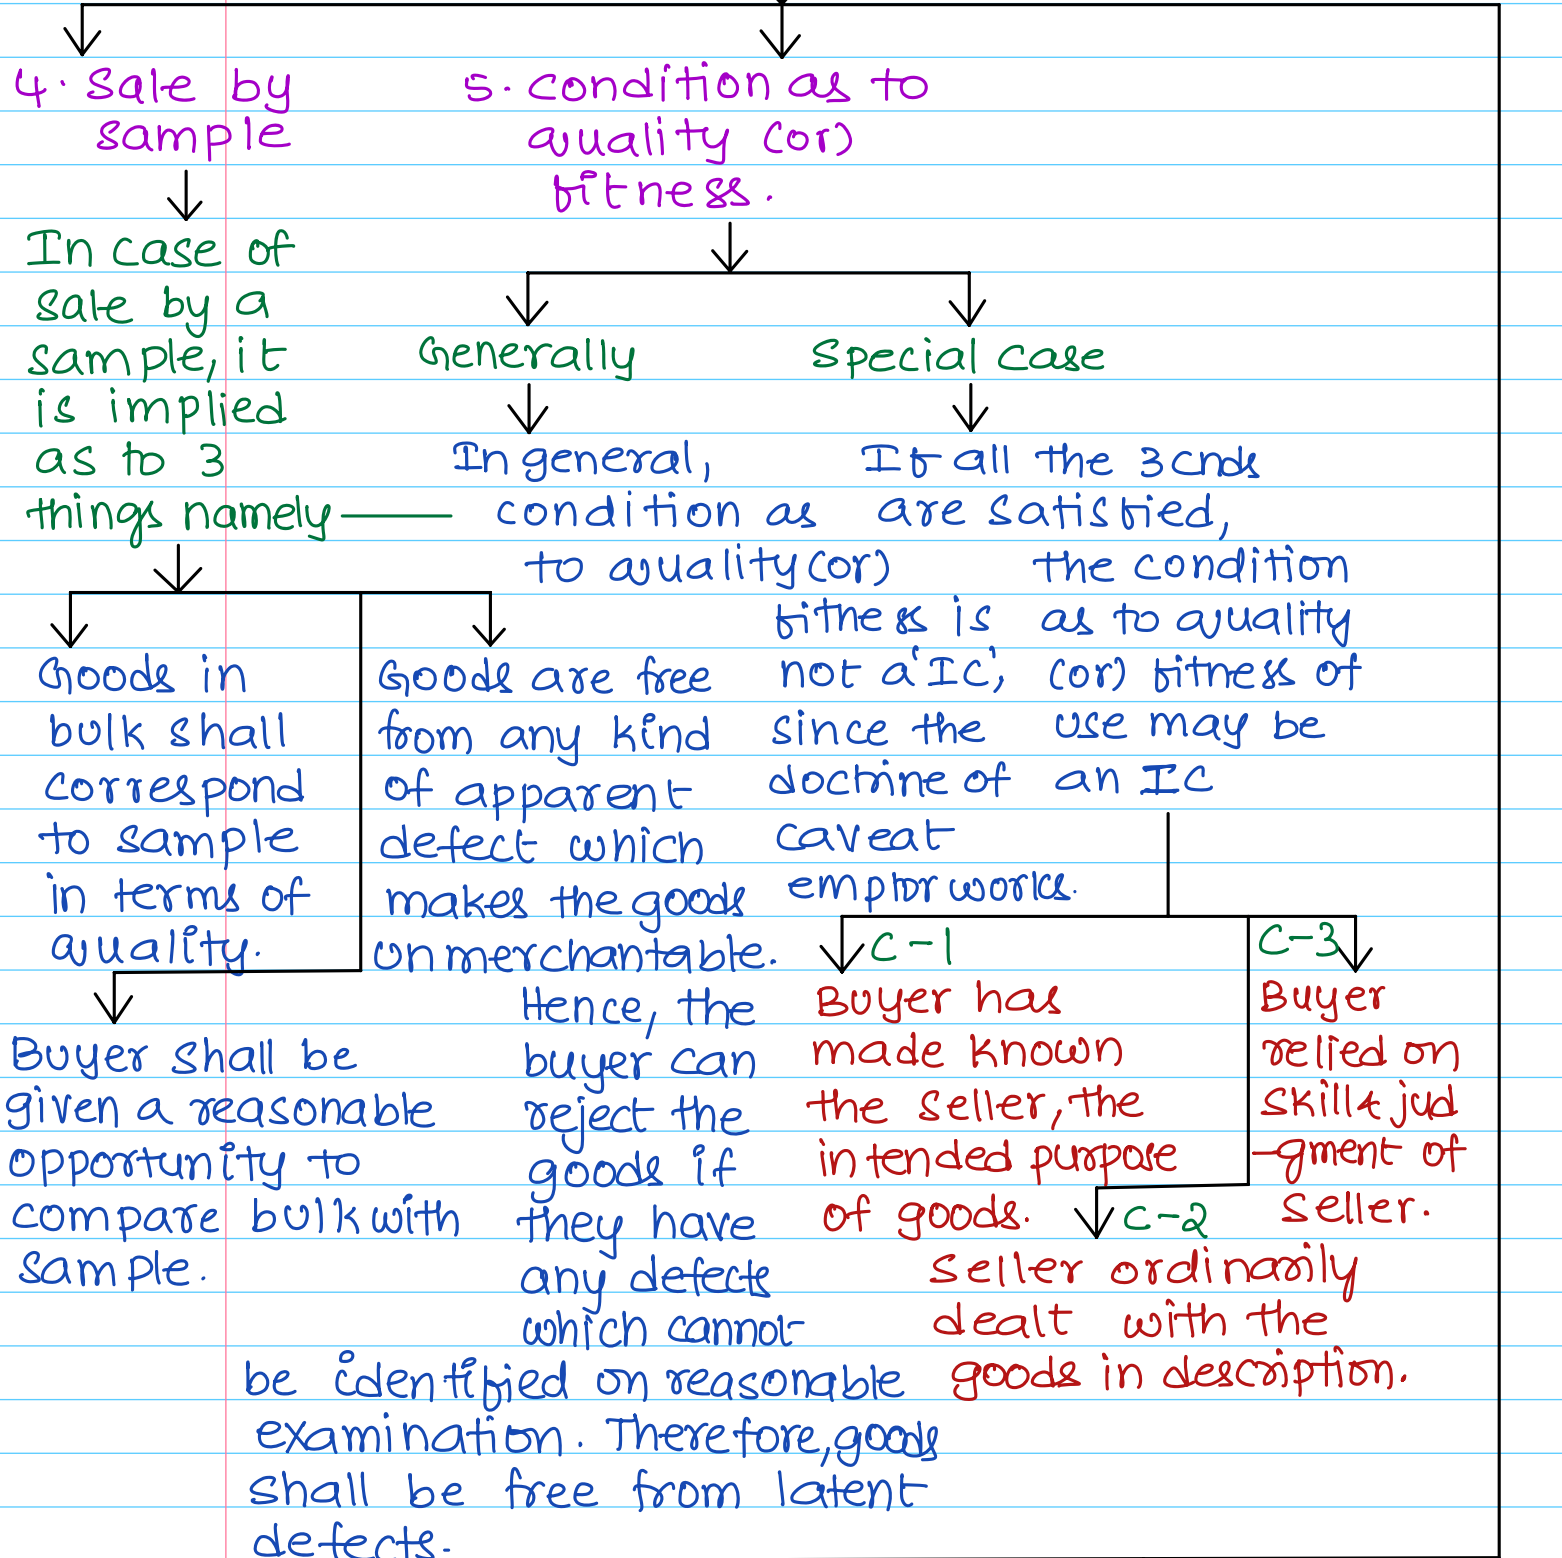 4. Sale by
sample
In case of
sale by a
sample, it
is implied
as to 3
things namely
Goods in
bulk shall
correspond
to sample
in terms of
quality.
Buyer shall be
given a reasonable
opportunity to
compare bulk with
sample.
Goods are free
from any kind
of apparent
defect which
makes the goods
unmerchantable.
Hence, the
buyer can
reject the
goods if
they have
any defects
which cannot
be identified on reasonable
examination. Therefore, goods
shall be free from latent
defects.
5. condition as to
quality (or)
fitness.
Generally
In general,
condition as
to quality (or)
fitness is
not a 'IC',
since the
doctrine of
caveat
emptor works.
Special case
If all the 3 cnds
are satisfied,
the condition
as to quality
(or) fitness of
use may be
an IC
C-1
Buyer has
made known
the seller, the
intended purpose
of goods.
C-2
Seller ordinarily
dealt with the
goods in description.
C-3
Buyer
relied on
skill & jud
-gment of
seller.